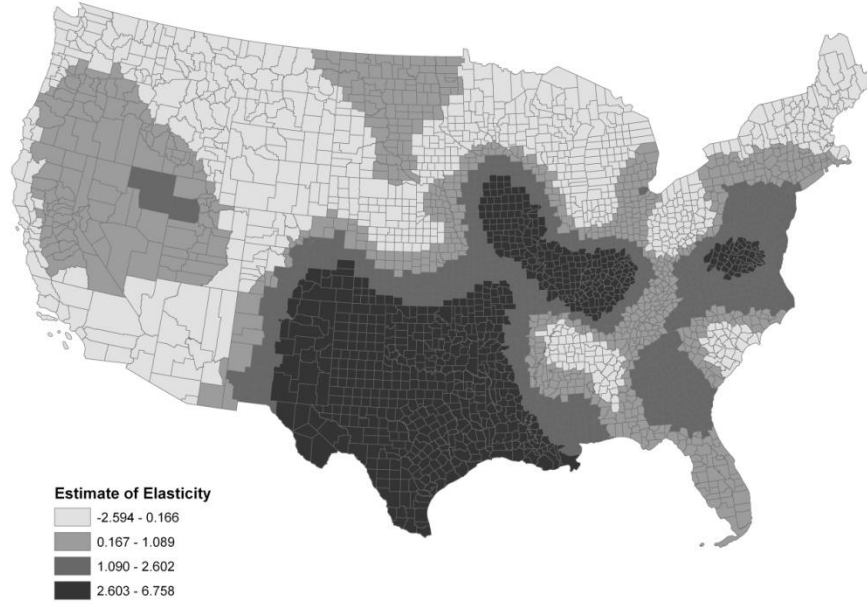 Estimate of Elasticity
-2.594 - 0.166
0.167 - 1.089
1.090 - 2.602
2.603 - 6.758